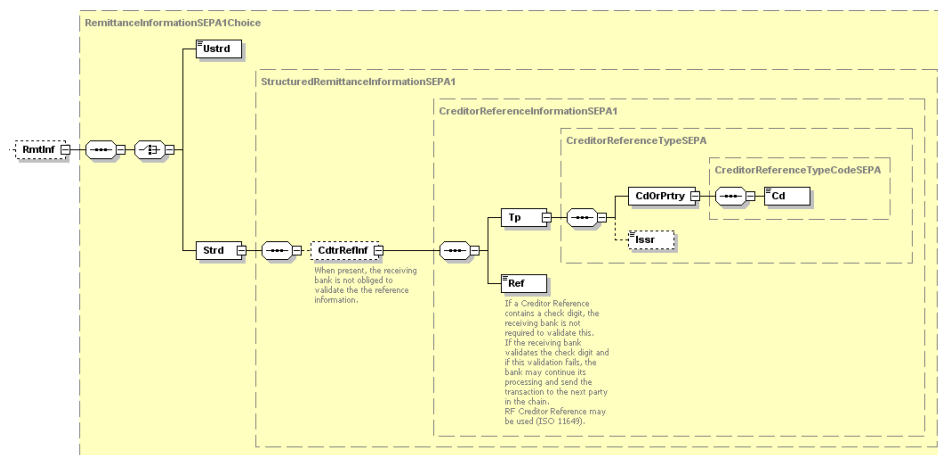 RemittanceInformationSEPA1Choice
Ustrd
StructuredRemittanceInformationSEPA1
CreditorReferenceInformationSEPA1
CreditorReferenceTypeSEPA
CreditorReferenceTypeCodeSEPA
RmtInf
CdOrPrtry
Cd
Tp
Issr
Strd
CdtrRefInf
When present, the receiving
bank is not obliged to
validate the the reference
information.
Ref
If a Creditor Reference
contains a check digit, the
receiving bank is not
required to validate this.
If the receiving bank
validates the check digit and
if this validation fails, the
bank may continue its
processing and send the
transaction to the next party
in the chain.
RF Creditor Reference may
be used (ISO 11649).